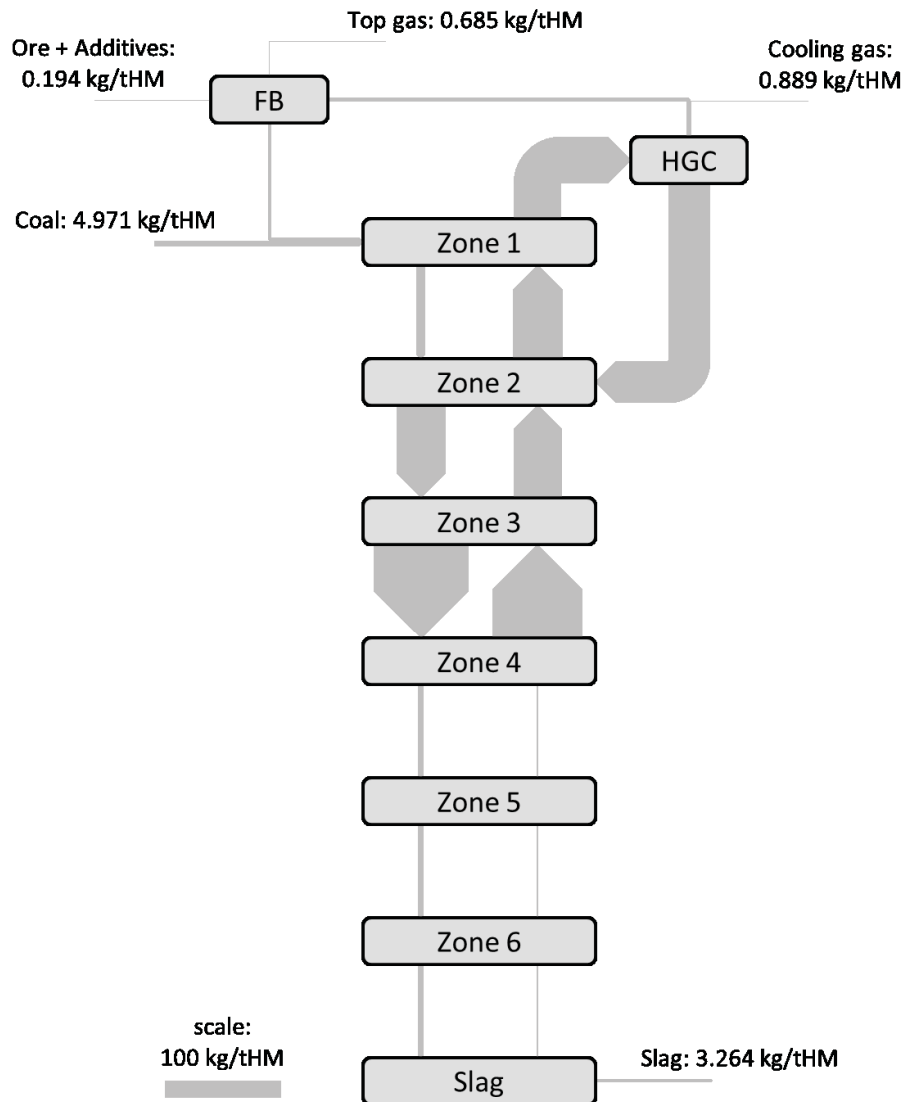 Top gas: 0.685 kg/tHM
Ore + Additives:
0.194 kg/tHM
Cooling gas:
0.889 kg/tHM
FB
HGC
Coal: 4.971 kg/tHM
Zone 1
Zone 2
Zone 3
Zone 4
Zone 5
Zone 6
scale:
100 kg/tHM
Slag
Slag: 3.264 kg/tHM